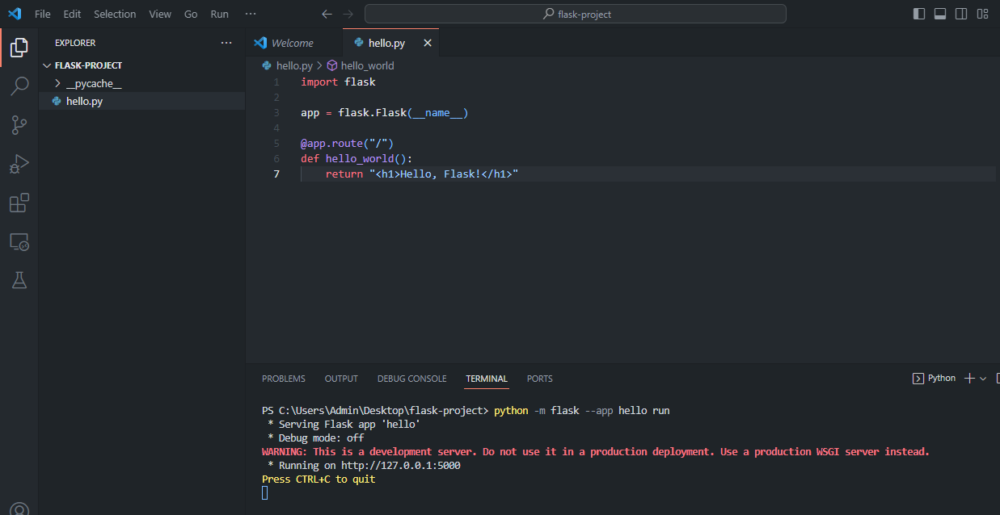 File Edit Selection View Go Run ··· flask-project
EXPLORER ···
FLASK-PROJECT
__pycache__
hello.py
Welcome hello.py
hello.py > hello_world
1 import flask
2
3 app = flask.Flask(__name__)
4
5 @app.route("/")
6 def hello_world():
7     return "<h1>Hello, Flask!</h1>"
PROBLEMS OUTPUT DEBUG CONSOLE TERMINAL PORTS Python
PS C:\Users\Admin\Desktop\flask-project> python -m flask --app hello run
 * Serving Flask app 'hello'
 * Debug mode: off
WARNING: This is a development server. Do not use it in a production deployment. Use a production WSGI server instead.
 * Running on http://127.0.0.1:5000
Press CTRL+C to quit